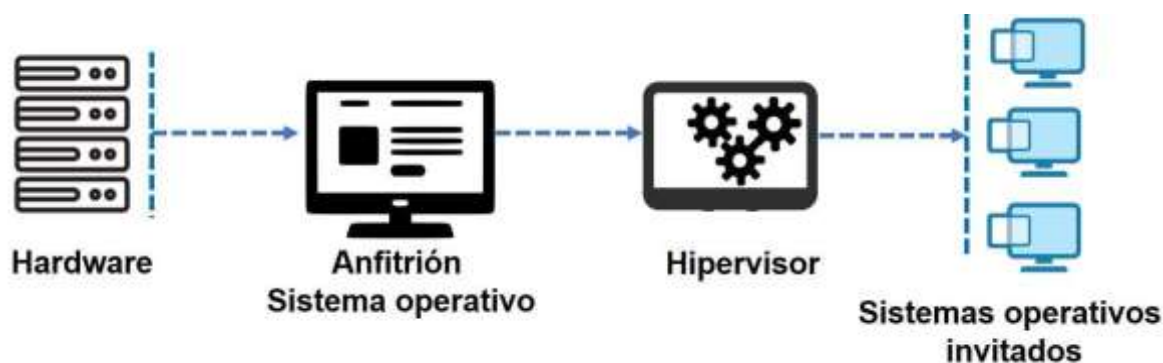 Hardware
Anfitrión
Sistema operativo
Hipervisor
Sistemas operativos
invitados